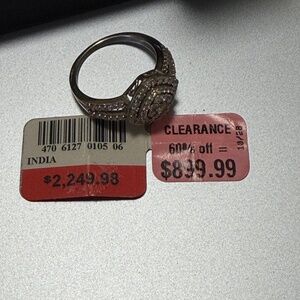 470 6127 0105 06
INDIA
$2,249.98
CLEARANCE
60% off =
$899.99